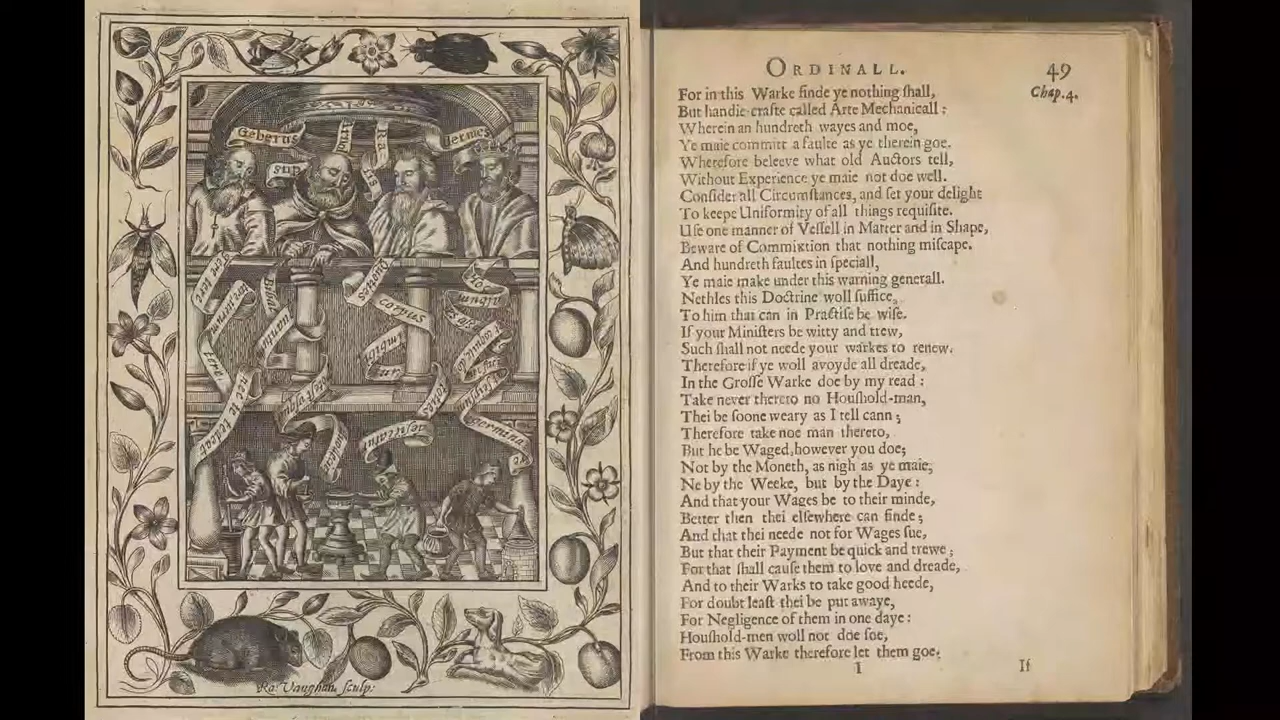 Geberus
Arnol
Ra
sis
Hermes
sup
corpus
nec te tedeat
desiccatur
germina
Ra: Vaughan sculp:
ORDINALL. 49
Chap. 4.
For in this Warke finde ye nothing ſhall,
But handie-crafte called Arte Mechanicall:
Wherein an hundreth wayes and moe,
Ye maie committ a faulte as ye therein goe.
Wherefore beleeve what old Auctors tell,
Without Experience ye maie not doe well.
Conſider all Circumſtances, and ſet your delight
To keepe Uniformity of all things requiſite.
Uſe one manner of Veſſell in Matter and in Shape,
Beware of Commixtion that nothing miſcape.
And hundreth faultes in ſpeciall,
Ye maie make under this warning generall.
Nethles this Doctrine woll ſuffice,
To him that can in Practiſe be wiſe.
If your Miniſters be witty and trew,
Such ſhall not neede your warkes to renew.
Therefore if ye woll avoyde all dreade,
In the Groſſe Warke doe by my read:
Take never thereto no Houſhold-man,
Thei be ſoone weary as I tell cann;
Therefore take noe man thereto,
But he be Waged, however you doe;
Not by the Moneth, as nigh as ye maie,
Ne by the Weeke, but by the Daye:
And that your Wages be to their minde,
Better then thei elſewhere can finde;
And that thei neede not for Wages ſue,
But that their Payment be quick and trewe;
For that ſhall cauſe them to love and dreade,
And to their Warks to take good heede,
For doubt leaſt thei be put awaye,
For Negligence of them in one daye:
Houſhold-men woll not doe ſoe,
From this Warke therefore let them goe.
I If